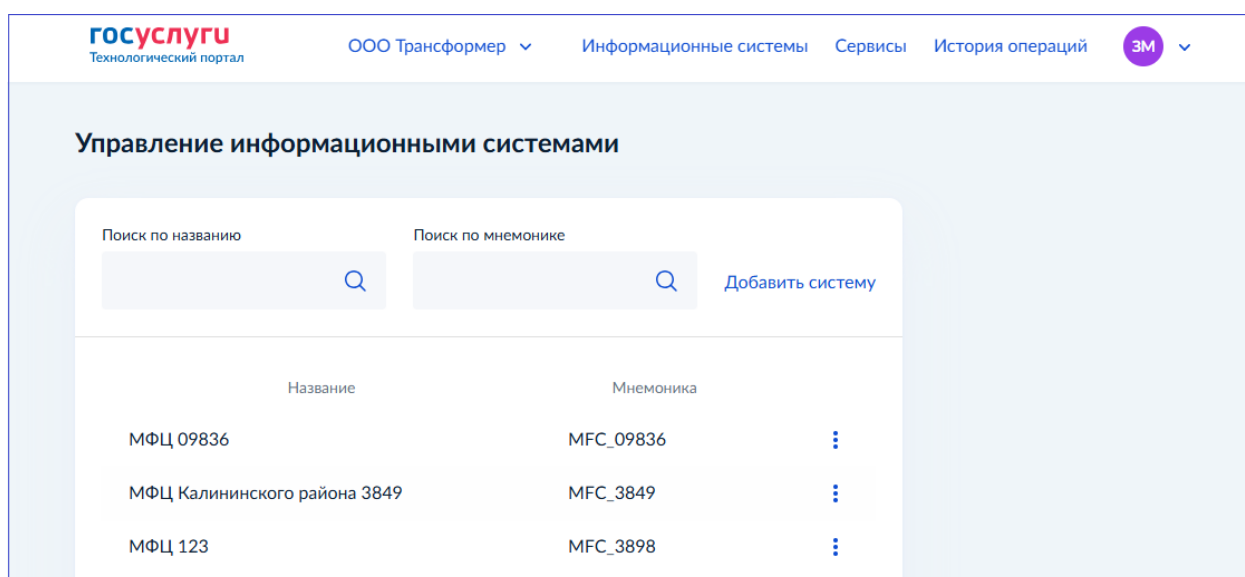 госуслуги
Технологический портал
ООО Трансформер
Информационные системы
Сервисы
История операций
ЗМ
Управление информационными системами
Поиск по названию
Поиск по мнемонике
Добавить систему
Название
Мнемоника
МФЦ 09836
MFC_09836
МФЦ Калининского района 3849
MFC_3849
МФЦ 123
MFC_3898